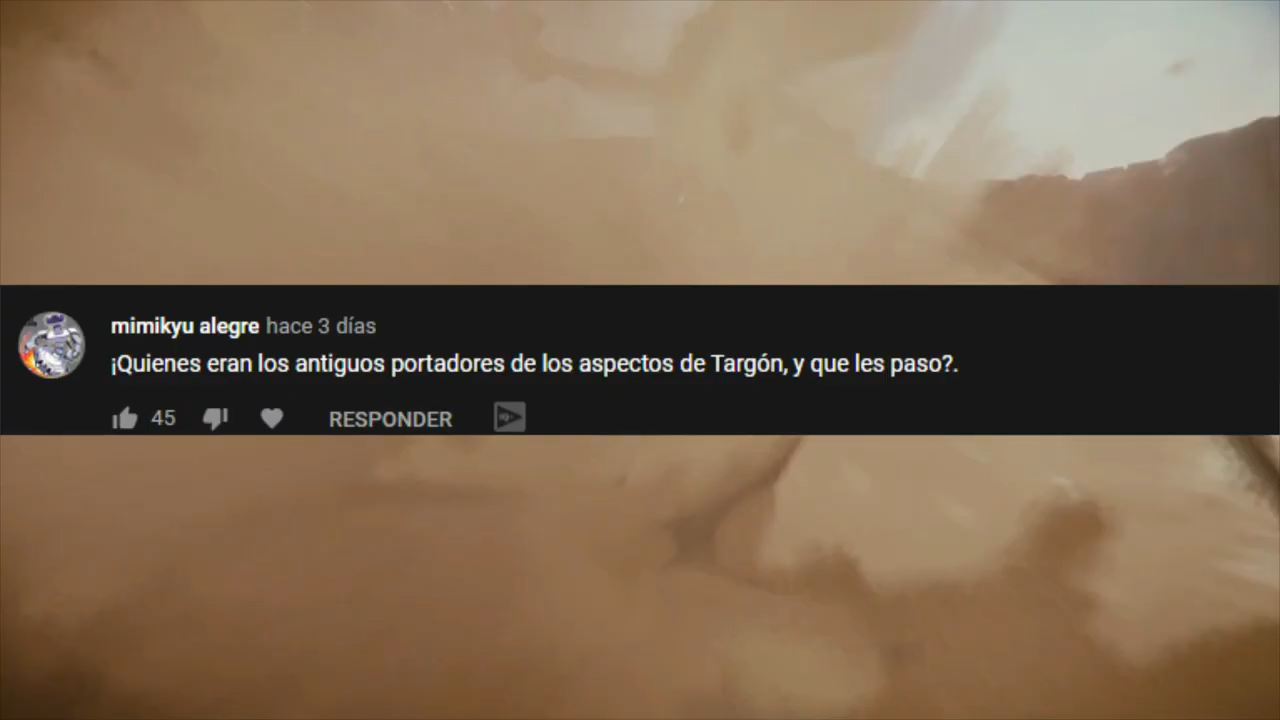 mimikyu alegre hace 3 días
¡Quienes eran los antiguos portadores de los aspectos de Targón, y que les paso?.
45 RESPONDER